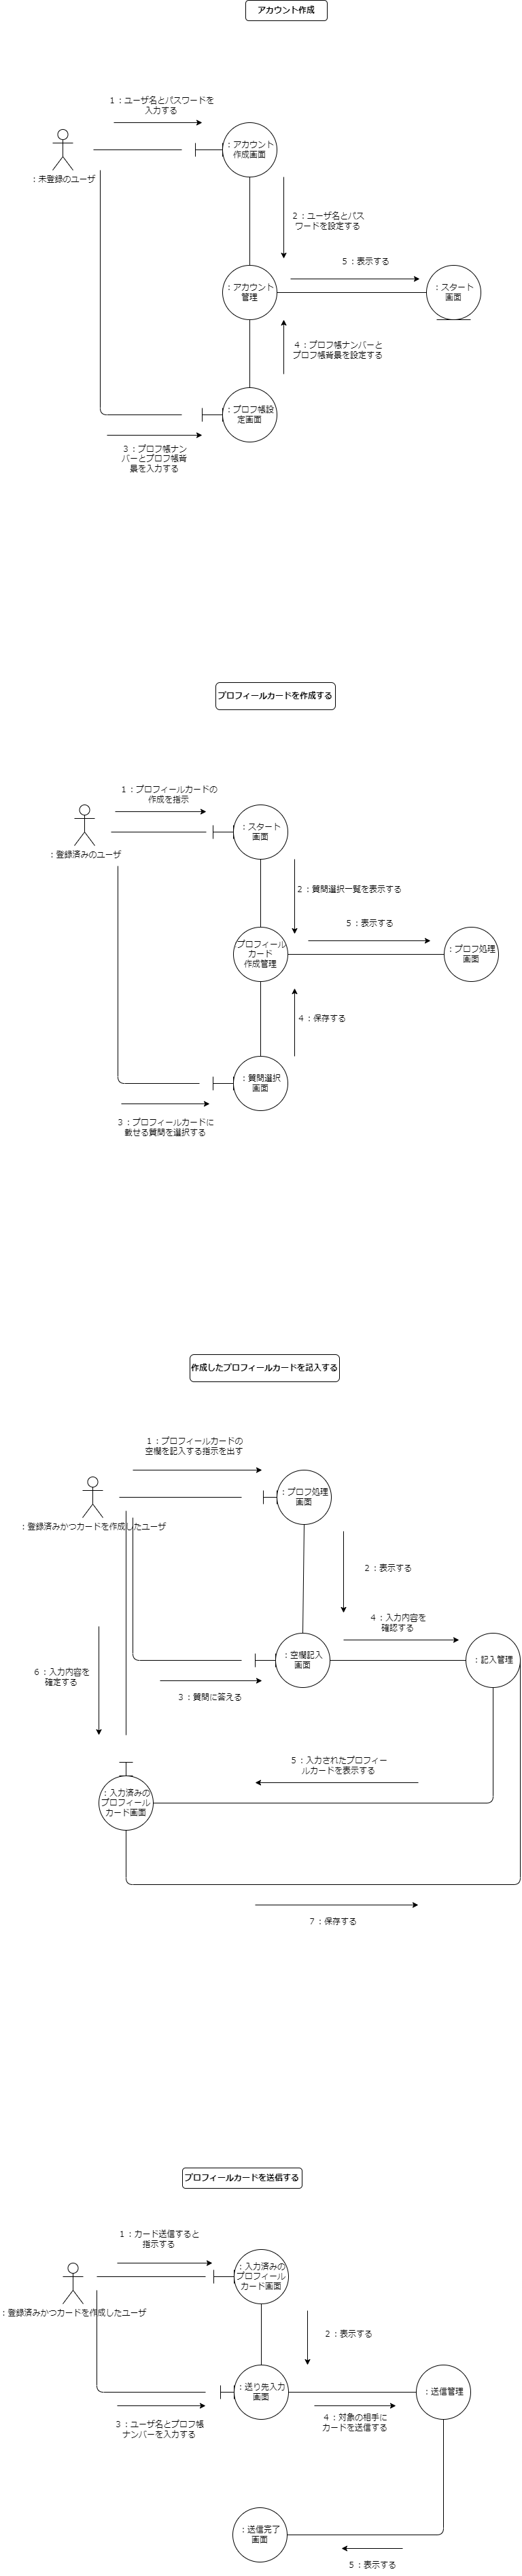 アカウント作成
1：ユーザ名とパスワードを
入力する
：アカウント
作成画面
：未登録のユーザ
2：ユーザ名とパス
ワードを設定する
5：表示する
：アカウント
管理
：スタート
画面
4：プロフ帳ナンバーと
プロフ帳背景を設定する
：プロフ帳設
定画面
3：プロフ帳ナン
バーとプロフ帳背
景を入力する
プロフィールカードを作成する
1：プロフィールカードの
作成を指示
：スタート
画面
：登録済みのユーザ
2：質問選択一覧を表示する
5：表示する
プロフィール
カード
作成管理
：プロフ処理
画面
4：保存する
：質問選択
画面
3：プロフィールカードに
載せる質問を選択する
作成したプロフィールカードを記入する
1：プロフィールカードの
空欄を記入する指示を出す
：プロフ処理
画面
：登録済みかつカードを作成したユーザ
2：表示する
4：入力内容を
確認する
：空欄記入
画面
：記入管理
6：入力内容を
確定する
3：質問に答える
5：入力されたプロフィー
ルカードを表示する
：入力済みの
プロフィール
カード画面
7：保存する
プロフィールカードを送信する
1：カード送信すると
指示する
：入力済みの
プロフィール
カード画面
：登録済みかつカードを作成したユーザ
2：表示する
：送り先入力
画面
：送信管理
3：ユーザ名とプロフ帳
ナンバーを入力する
4：対象の相手に
カードを送信する
：送信完了
画面
5：表示する